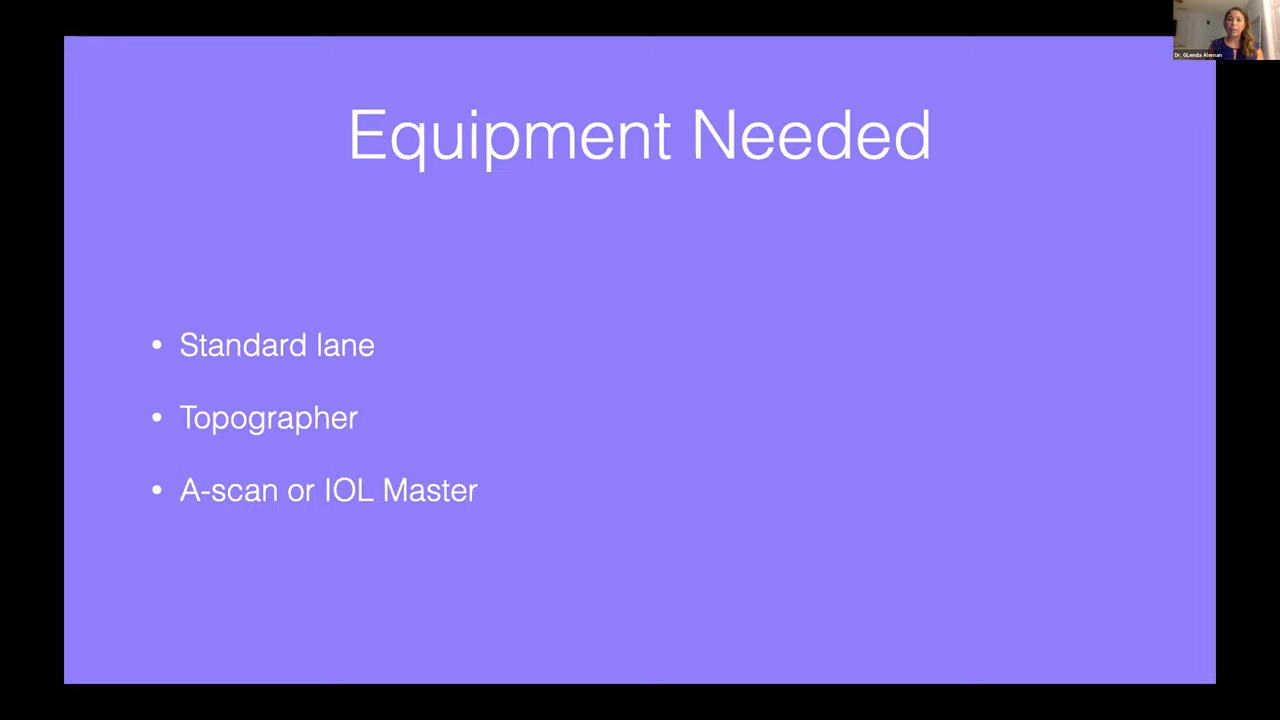 Dr. GLenda Aleman
Equipment Needed
• Standard lane
• Topographer
• A-scan or IOL Master